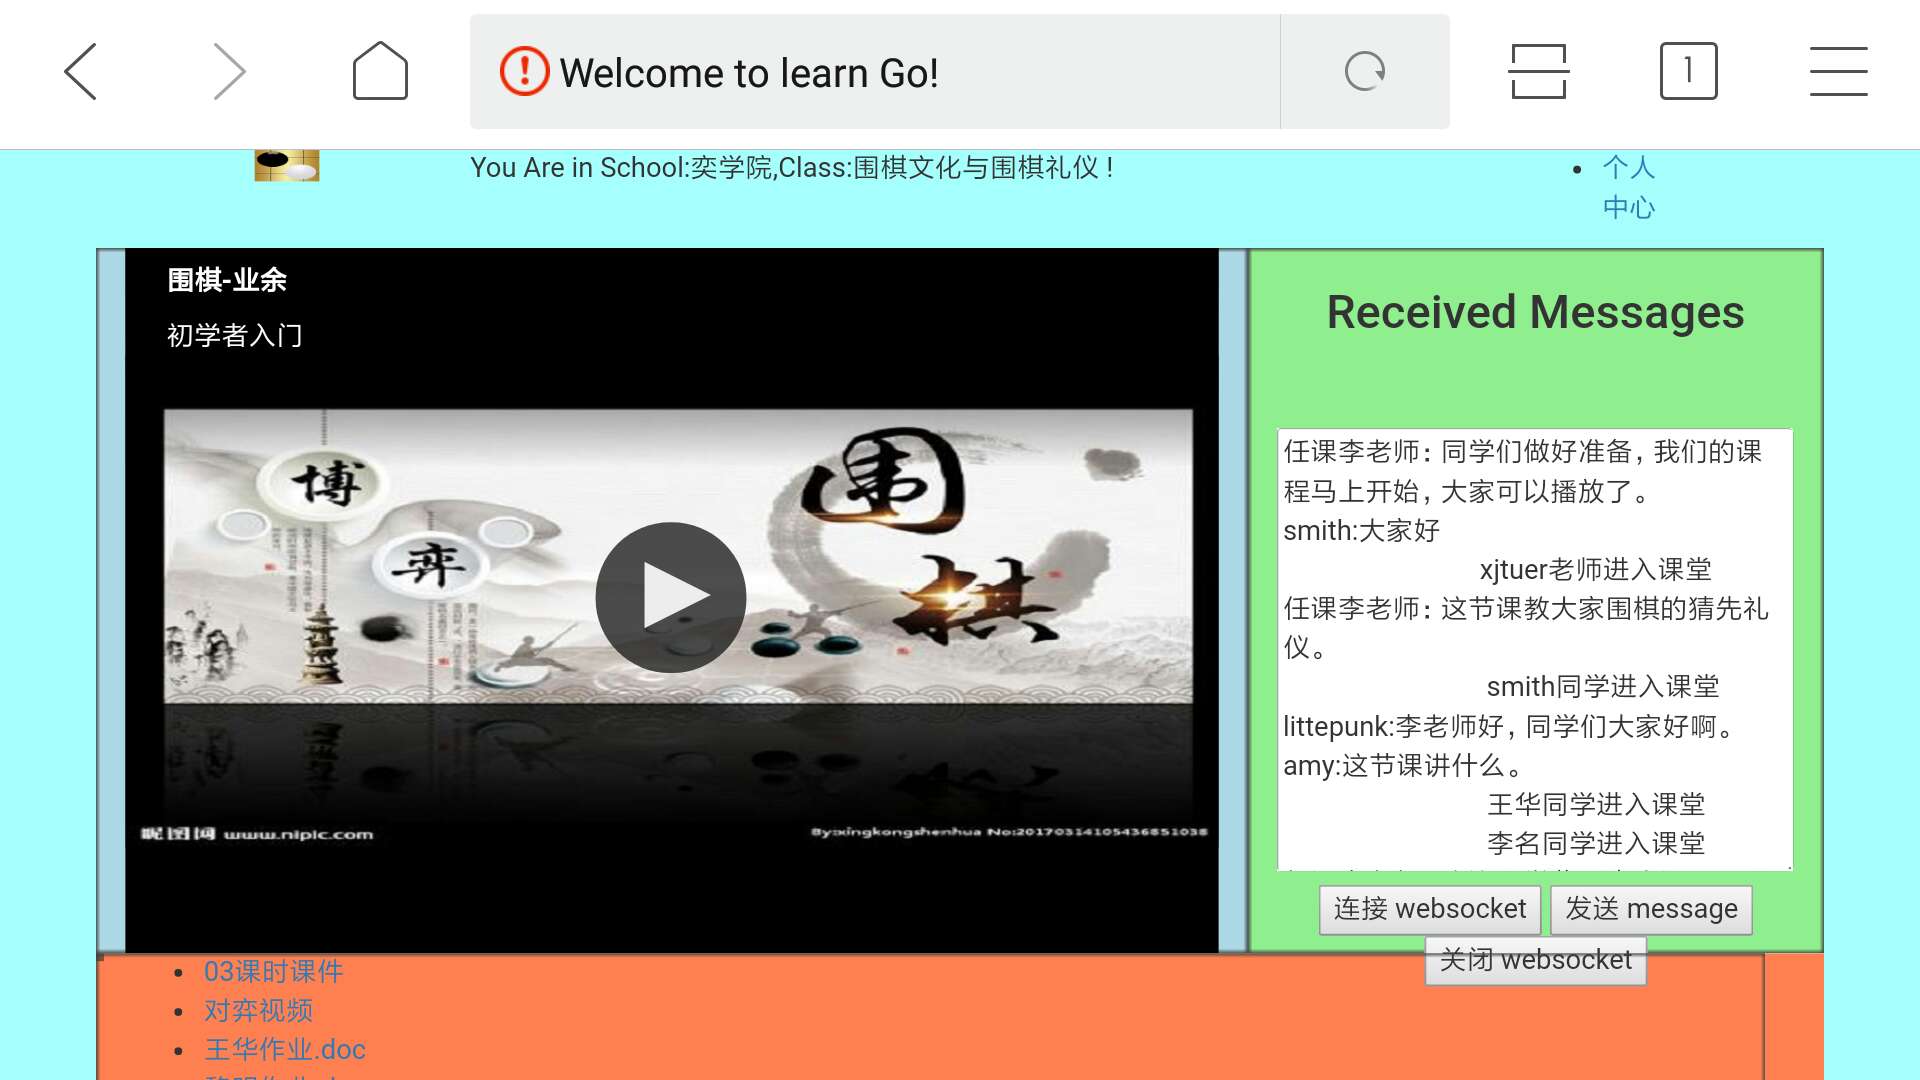 Welcome to learn Go!
1
You Are in School:奕学院,Class:围棋文化与围棋礼仪 !
个人
中心
围棋-业余
初学者入门
博
弈
围
棋
昵图网 www.nipic.com
By:xingkongshenhua No:20170314105436851038
Received Messages
任课李老师：同学们做好准备，我们的课
程马上开始，大家可以播放了。
smith:大家好
xjtuer老师进入课堂
任课李老师：这节课教大家围棋的猜先礼
仪。
smith同学进入课堂
littepunk:李老师好，同学们大家好啊。
amy:这节课讲什么。
王华同学进入课堂
李名同学进入课堂
连接 websocket
发送 message
关闭 websocket
03课时课件
对弈视频
王华作业.doc